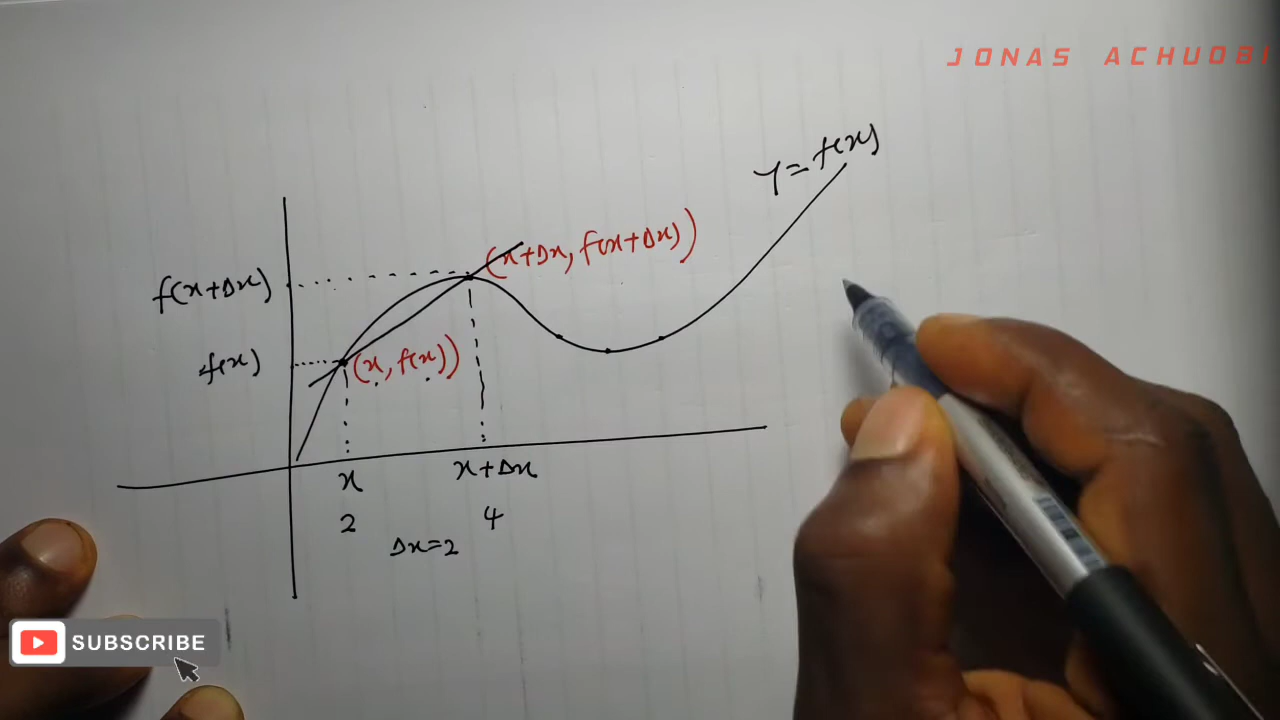 JONAS ACHUOBI
y = f(x)
(x+Δx, f(x+Δx))
f(x+Δx)
f(x)
(x, f(x))
x
x+Δx
2
4
Δx=2
SUBSCRIBE